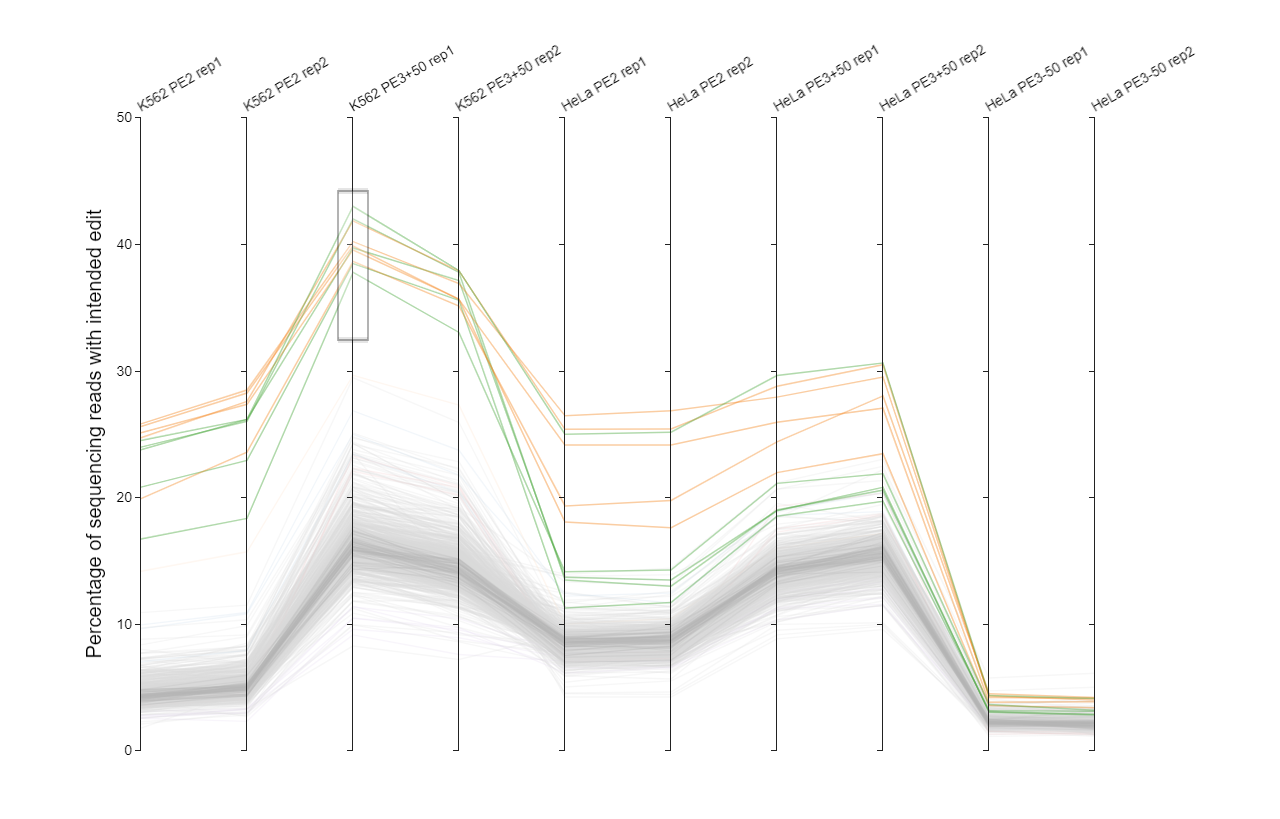 K562 PE2 rep1
K562 PE2 rep2
K562 PE3+50 rep1
K562 PE3+50 rep2
HeLa PE2 rep1
HeLa PE2 rep2
HeLa PE3+50 rep1
HeLa PE3+50 rep2
HeLa PE3-50 rep1
HeLa PE3-50 rep2
Percentage of sequencing reads with intended edit
50
40
30
20
10
0